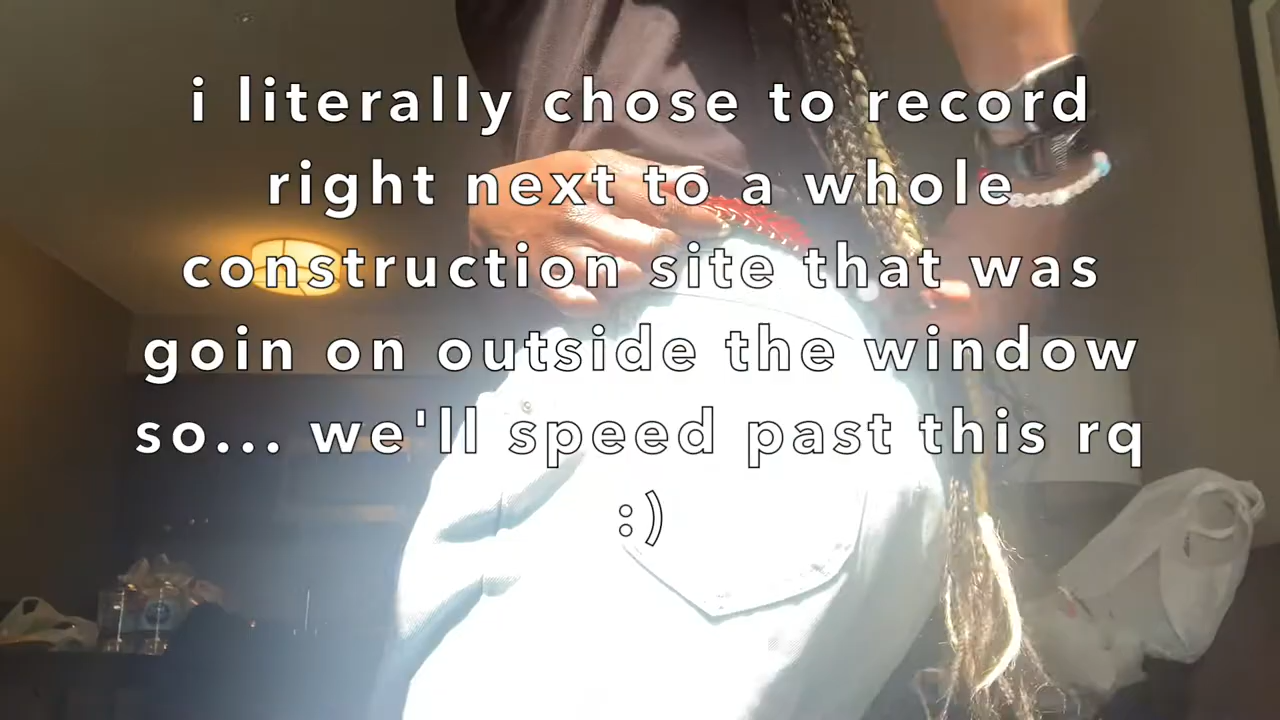 i literally chose to record
right next to a whole
construction site that was
goin on outside the window
so... we'll speed past this rq
:)